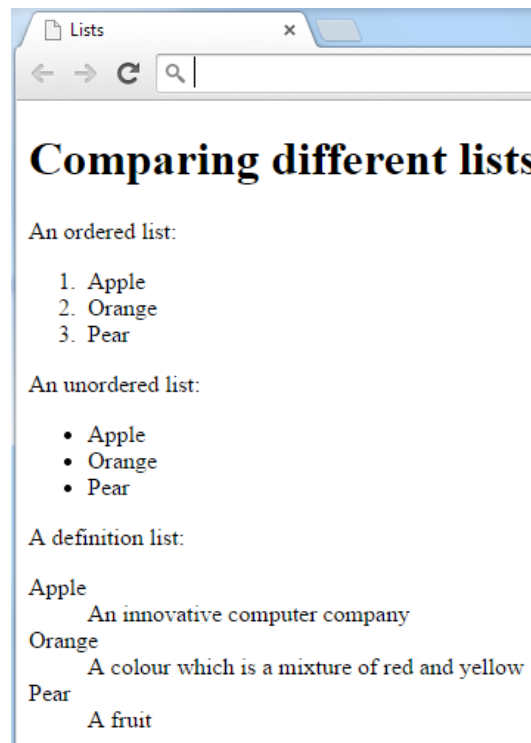 Lists
Comparing different lists
An ordered list:
1. Apple
2. Orange
3. Pear
An unordered list:
• Apple
• Orange
• Pear
A definition list:
Apple
An innovative computer company
Orange
A colour which is a mixture of red and yellow
Pear
A fruit